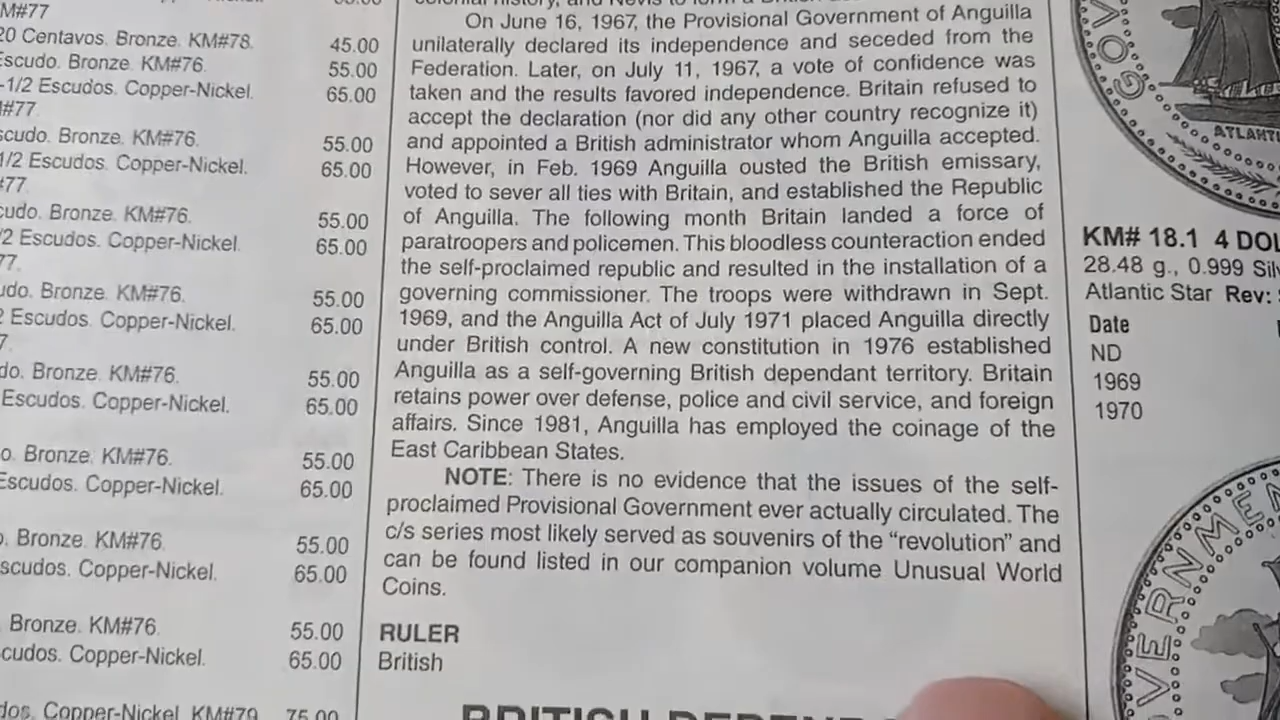 M#77
20 Centavos. Bronze. KM#78. 45.00
Escudo. Bronze. KM#76. 55.00
-1/2 Escudos. Copper-Nickel. 65.00
#77.
scudo. Bronze. KM#76. 55.00
1/2 Escudos. Copper-Nickel. 65.00
#77.
cudo. Bronze. KM#76. 55.00
/2 Escudos. Copper-Nickel. 65.00
77.
udo. Bronze. KM#76. 55.00
2 Escudos. Copper-Nickel. 65.00
7.
do. Bronze. KM#76. 55.00
Escudos. Copper-Nickel. 65.00
o. Bronze. KM#76. 55.00
Escudos. Copper-Nickel. 65.00
o. Bronze. KM#76. 55.00
scudos. Copper-Nickel. 65.00
. Bronze. KM#76. 55.00
scudos. Copper-Nickel. 65.00
dos. Copper-Nickel. KM#79. 75.00
On June 16, 1967, the Provisional Government of Anguilla
unilaterally declared its independence and seceded from the
Federation. Later, on July 11, 1967, a vote of confidence was
taken and the results favored independence. Britain refused to
accept the declaration (nor did any other country recognize it)
and appointed a British administrator whom Anguilla accepted.
However, in Feb. 1969 Anguilla ousted the British emissary,
voted to sever all ties with Britain, and established the Republic
of Anguilla. The following month Britain landed a force of
paratroopers and policemen. This bloodless counteraction ended
the self-proclaimed republic and resulted in the installation of a
governing commissioner. The troops were withdrawn in Sept.
1969, and the Anguilla Act of July 1971 placed Anguilla directly
under British control. A new constitution in 1976 established
Anguilla as a self-governing British dependant territory. Britain
retains power over defense, police and civil service, and foreign
affairs. Since 1981, Anguilla has employed the coinage of the
East Caribbean States.
NOTE: There is no evidence that the issues of the self-
proclaimed Provisional Government ever actually circulated. The
c/s series most likely served as souvenirs of the “revolution” and
can be found listed in our companion volume Unusual World
Coins.
RULER
British
ATLANT
KM# 18.1 4 DOL
28.48 g., 0.999 Silv
Atlantic Star Rev:
Date
ND
1969
1970
VERNMEN